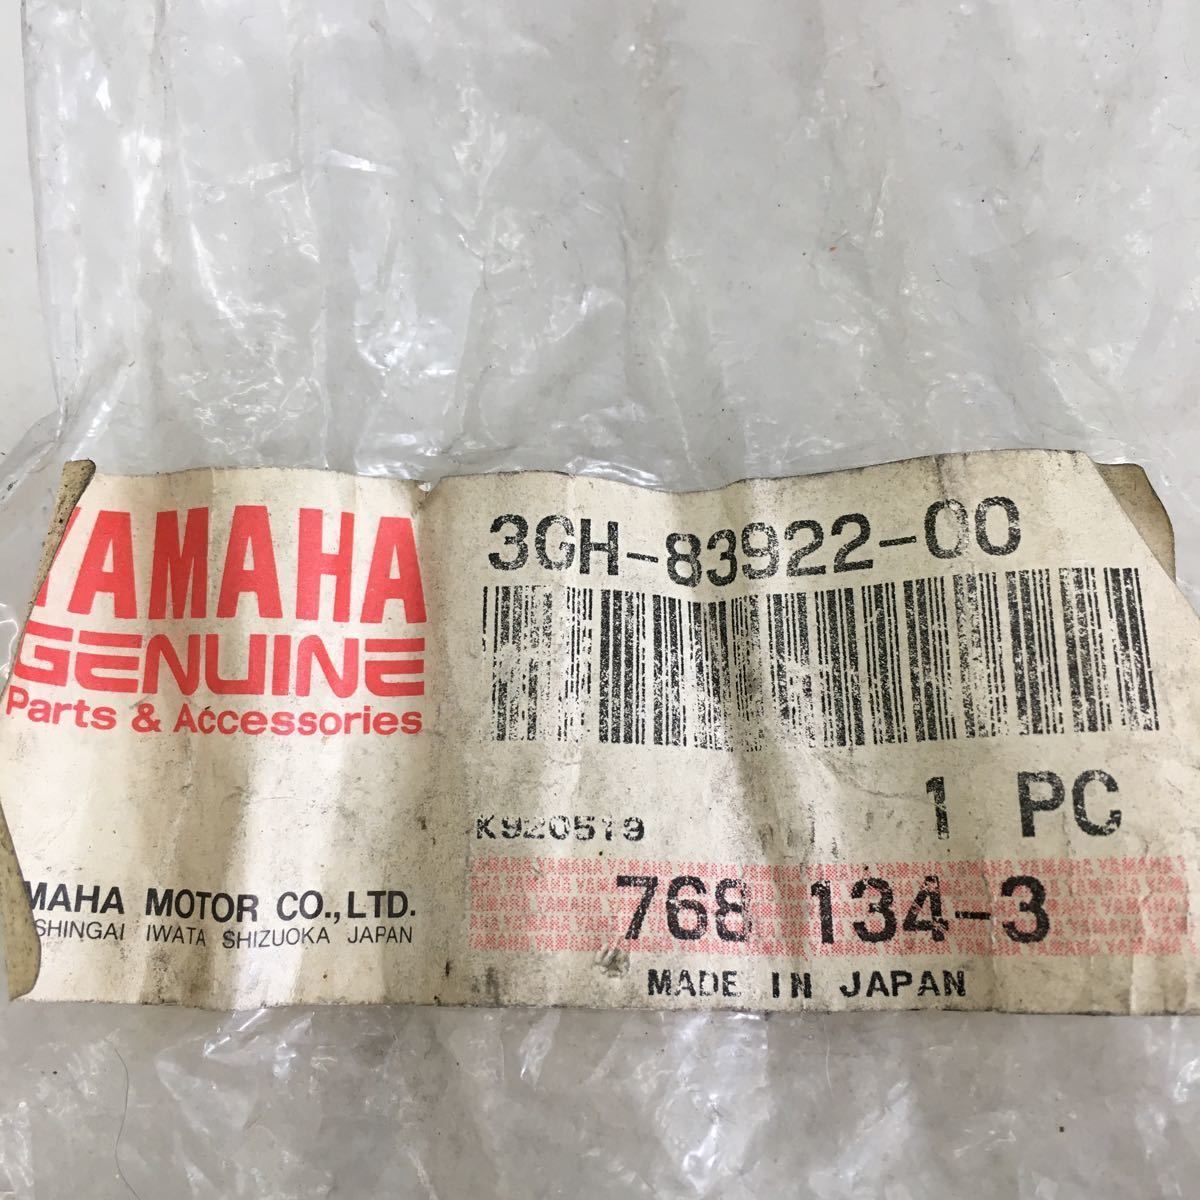 YAMAHA
GENUINE
Parts & Accessories
MAHA MOTOR CO.,LTD.
SHINGAI IWATA SHIZUOKA JAPAN
3GH-83922-00
1 PC
K920519
768 134-3
MADE IN JAPAN